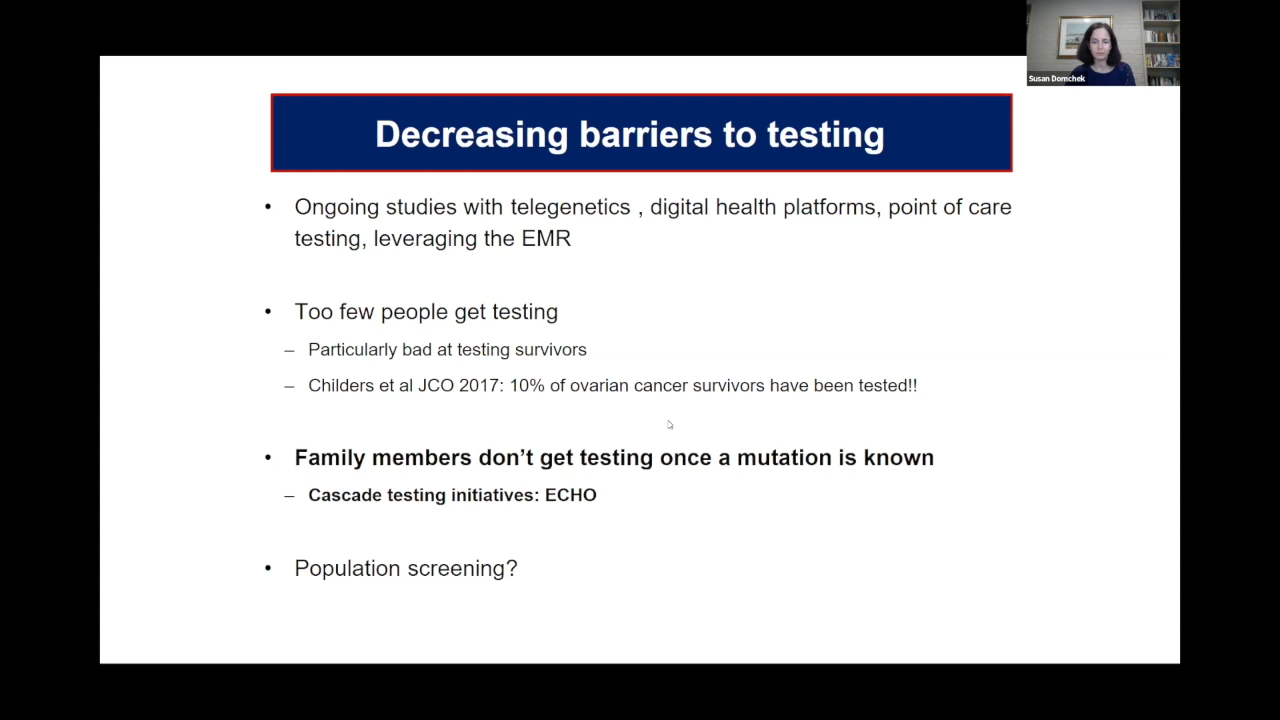 Susan Domchek
Decreasing barriers to testing
• Ongoing studies with telegenetics , digital health platforms, point of care
testing, leveraging the EMR
• Too few people get testing
– Particularly bad at testing survivors
– Childers et al JCO 2017: 10% of ovarian cancer survivors have been tested!!
• Family members don’t get testing once a mutation is known
– Cascade testing initiatives: ECHO
• Population screening?